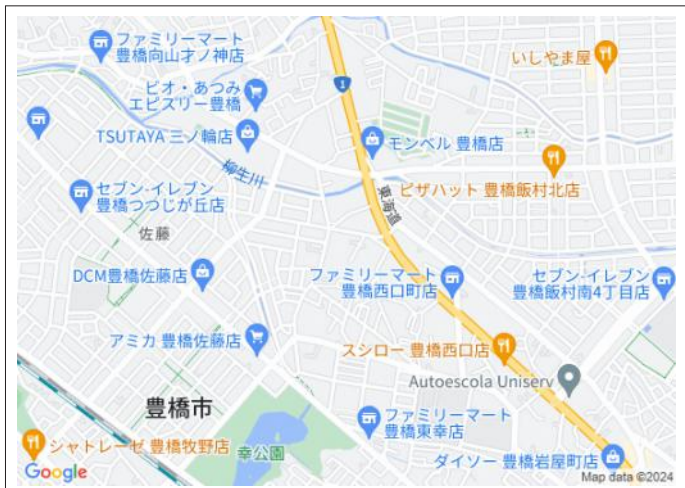 ファミリーマート
豊橋向山才ノ神店
1
いしやま屋
ビオ・あつみ
エピスリー豊橋
TSUTAYA 三ノ輪店
モンベル 豊橋店
柳生川
ピザハット 豊橋飯村北店
セブン-イレブン
豊橋つつじが丘店
東海道
佐藤
DCM豊橋佐藤店
ファミリーマート
豊橋西口町店
セブン-イレブン
豊橋飯村南4丁目店
アミカ 豊橋佐藤店
スシロー 豊橋西口店
Autoescola Uniserv
豊橋市
ファミリーマート
豊橋東幸店
幸公園
シャトレーゼ 豊橋牧野店
ダイソー 豊橋岩屋町店
Google
Map data ©2024